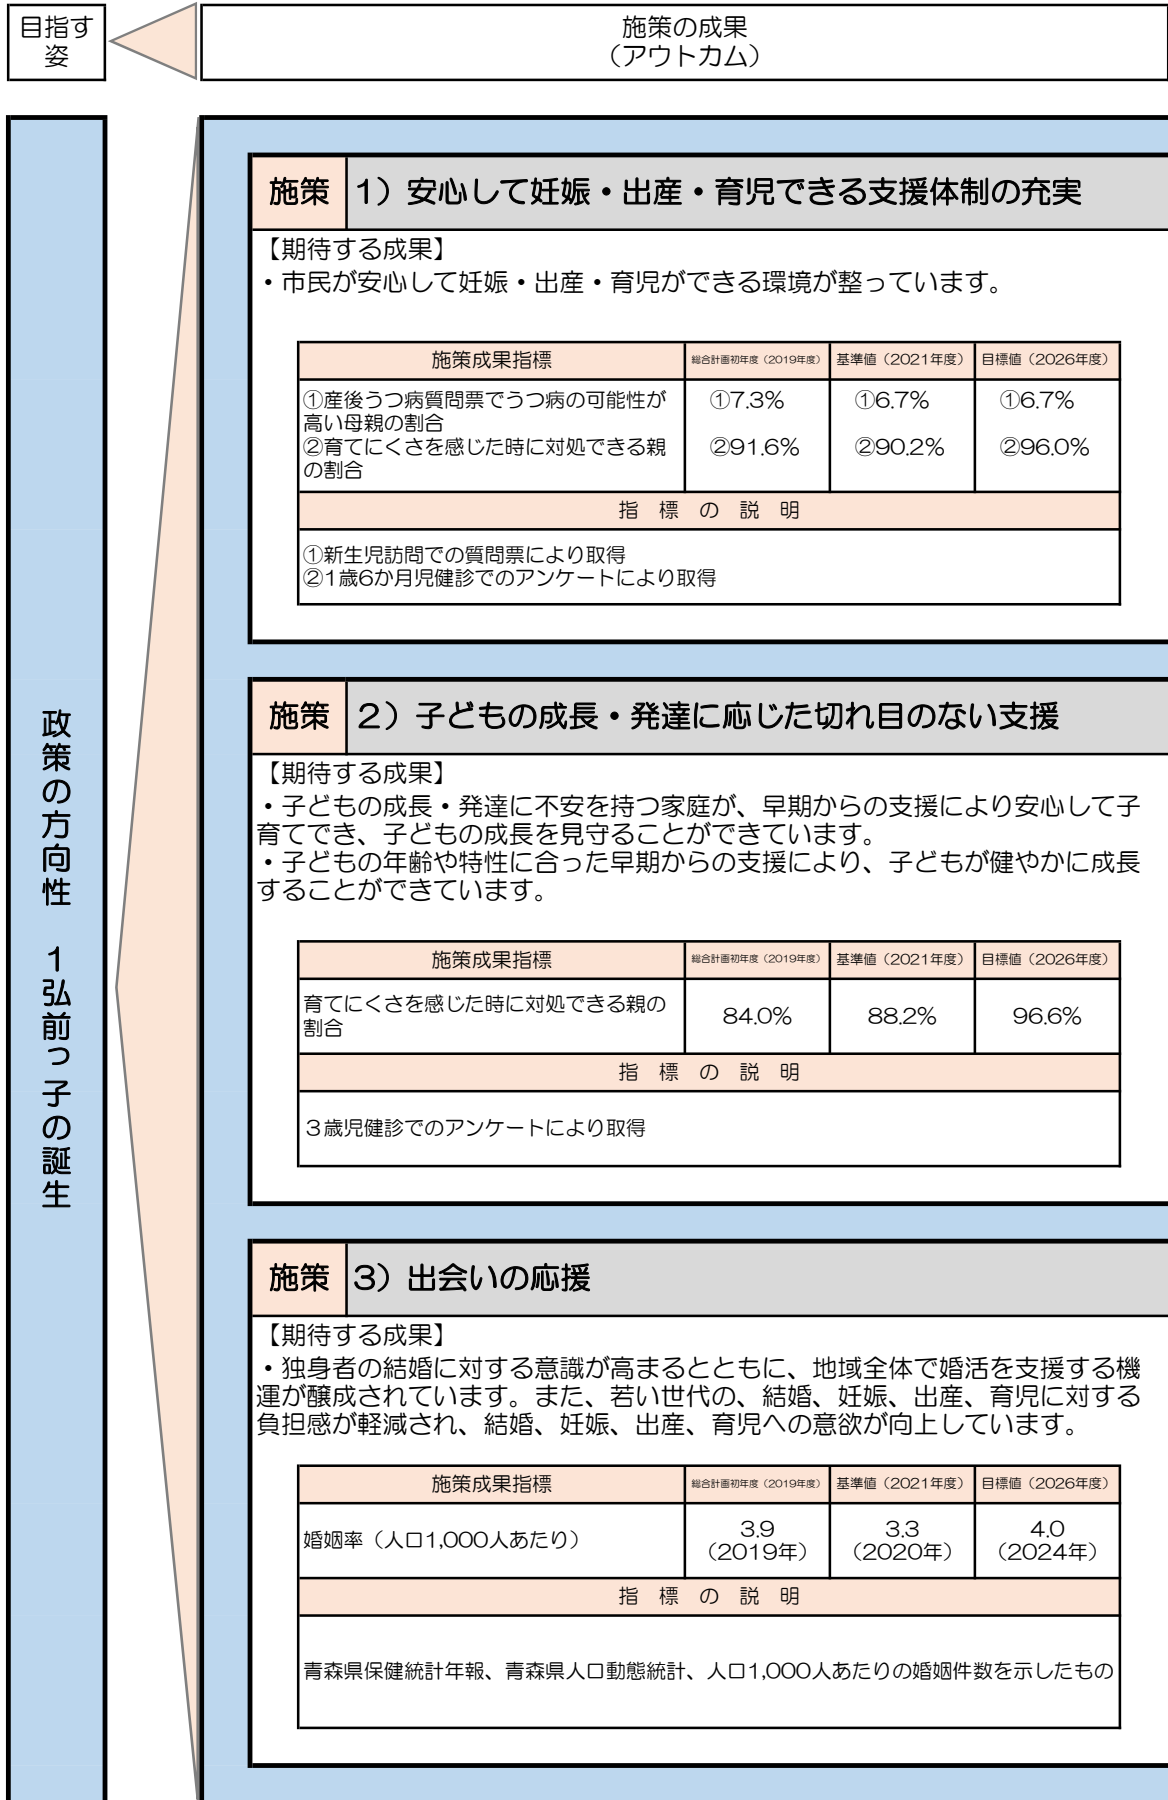 目指す
姿
施策の成果
（アウトカム）
政策の方向性　１弘前っ子の誕生
施策
1）安心して妊娠・出産・育児できる支援体制の充実
【期待する成果】
・市民が安心して妊娠・出産・育児ができる環境が整っています。
施策成果指標
総合計画初年度（2019年度）
基準値（2021年度）
目標値（2026年度）
①産後うつ病質問票でうつ病の可能性が
高い母親の割合
②育てにくさを感じた時に対処できる親
の割合
①7.3%
②91.6%
①6.7%
②90.2%
①6.7%
②96.0%
指　標　の　説　明
①新生児訪問での質問票により取得
②1歳6か月児健診でのアンケートにより取得
施策
２）子どもの成長・発達に応じた切れ目のない支援
【期待する成果】
・子どもの成長・発達に不安を持つ家庭が、早期からの支援により安心して子
育てでき、子どもの成長を見守ることができています。
・子どもの年齢や特性に合った早期からの支援により、子どもが健やかに成長
することができています。
施策成果指標
総合計画初年度（2019年度）
基準値（2021年度）
目標値（2026年度）
育てにくさを感じた時に対処できる親の
割合
84.0%
88.2%
96.6%
指　標　の　説　明
３歳児健診でのアンケートにより取得
施策
3）出会いの応援
【期待する成果】
・独身者の結婚に対する意識が高まるとともに、地域全体で婚活を支援する機
運が醸成されています。また、若い世代の、結婚、妊娠、出産、育児に対する
負担感が軽減され、結婚、妊娠、出産、育児への意欲が向上しています。
施策成果指標
総合計画初年度（2019年度）
基準値（2021年度）
目標値（2026年度）
婚姻率（人口1,000人あたり）
3.9
（2019年）
3.3
（2020年）
4.0
（2024年）
指　標　の　説　明
青森県保健統計年報、青森県人口動態統計、人口1,000人あたりの婚姻件数を示したもの